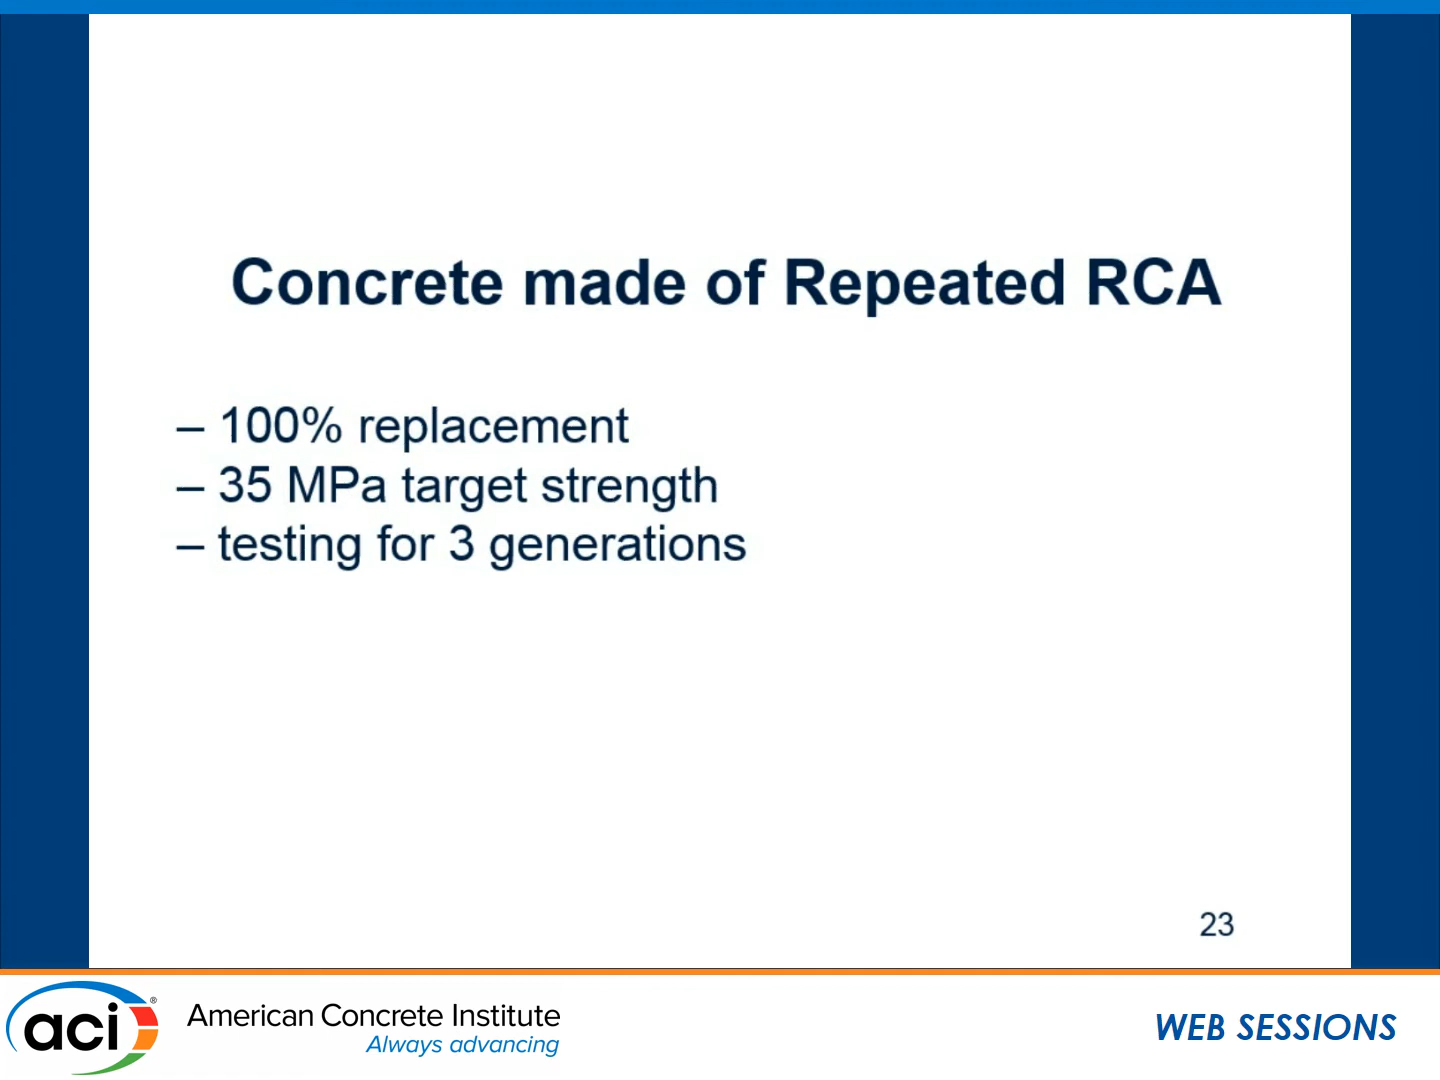 Concrete made of Repeated RCA
– 100% replacement
– 35 MPa target strength
– testing for 3 generations
23
aci®
American Concrete Institute
Always advancing
WEB SESSIONS